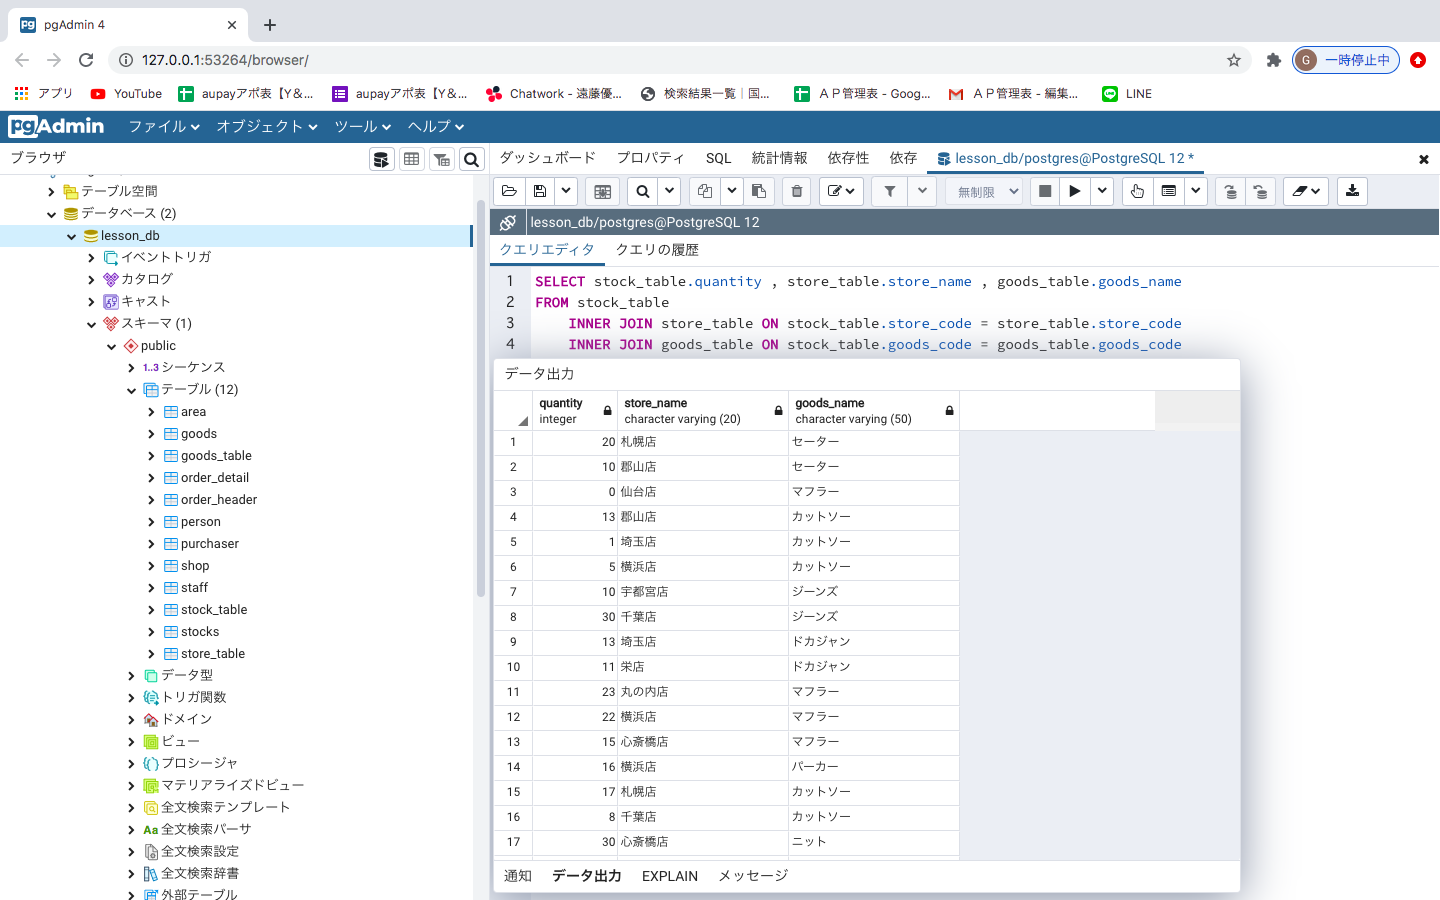 pgAdmin 4
127.0.0.1:53264/browser/
G 一時停止中
アプリ YouTube aupayアポ表【Y＆... aupayアポ表【Y＆... Chatwork - 遠藤優... 検索結果一覧｜国... ＡＰ管理表 - Goog... ＡＰ管理表 - 編集... LINE
pgAdmin ファイル オブジェクト ツール ヘルプ
ブラウザ
ダッシュボード プロパティ SQL 統計情報 依存性 依存 lesson_db/postgres@PostgreSQL 12 *
無制限
lesson_db/postgres@PostgreSQL 12
クエリエディタ クエリの履歴
テーブル空間
データベース (2)
lesson_db
イベントトリガ
カタログ
キャスト
スキーマ (1)
public
1..3 シーケンス
テーブル (12)
area
goods
goods_table
order_detail
order_header
person
purchaser
shop
staff
stock_table
stocks
store_table
データ型
トリガ関数
ドメイン
ビュー
プロシージャ
マテリアライズドビュー
全文検索テンプレート
Aa 全文検索パーサ
全文検索設定
全文検索辞書
外部テーブル
1 SELECT stock_table.quantity , store_table.store_name , goods_table.goods_name
2 FROM stock_table
3 INNER JOIN store_table ON stock_table.store_code = store_table.store_code
4 INNER JOIN goods_table ON stock_table.goods_code = goods_table.goods_code
データ出力
quantity store_name goods_name
integer character varying (20) character varying (50)
1 20 札幌店 セーター
2 10 郡山店 セーター
3 0 仙台店 マフラー
4 13 郡山店 カットソー
5 1 埼玉店 カットソー
6 5 横浜店 カットソー
7 10 宇都宮店 ジーンズ
8 30 千葉店 ジーンズ
9 13 埼玉店 ドカジャン
10 11 栄店 ドカジャン
11 23 丸の内店 マフラー
12 22 横浜店 マフラー
13 15 心斎橋店 マフラー
14 16 横浜店 パーカー
15 17 札幌店 カットソー
16 8 千葉店 カットソー
17 30 心斎橋店 ニット
通知 データ出力 EXPLAIN メッセージ